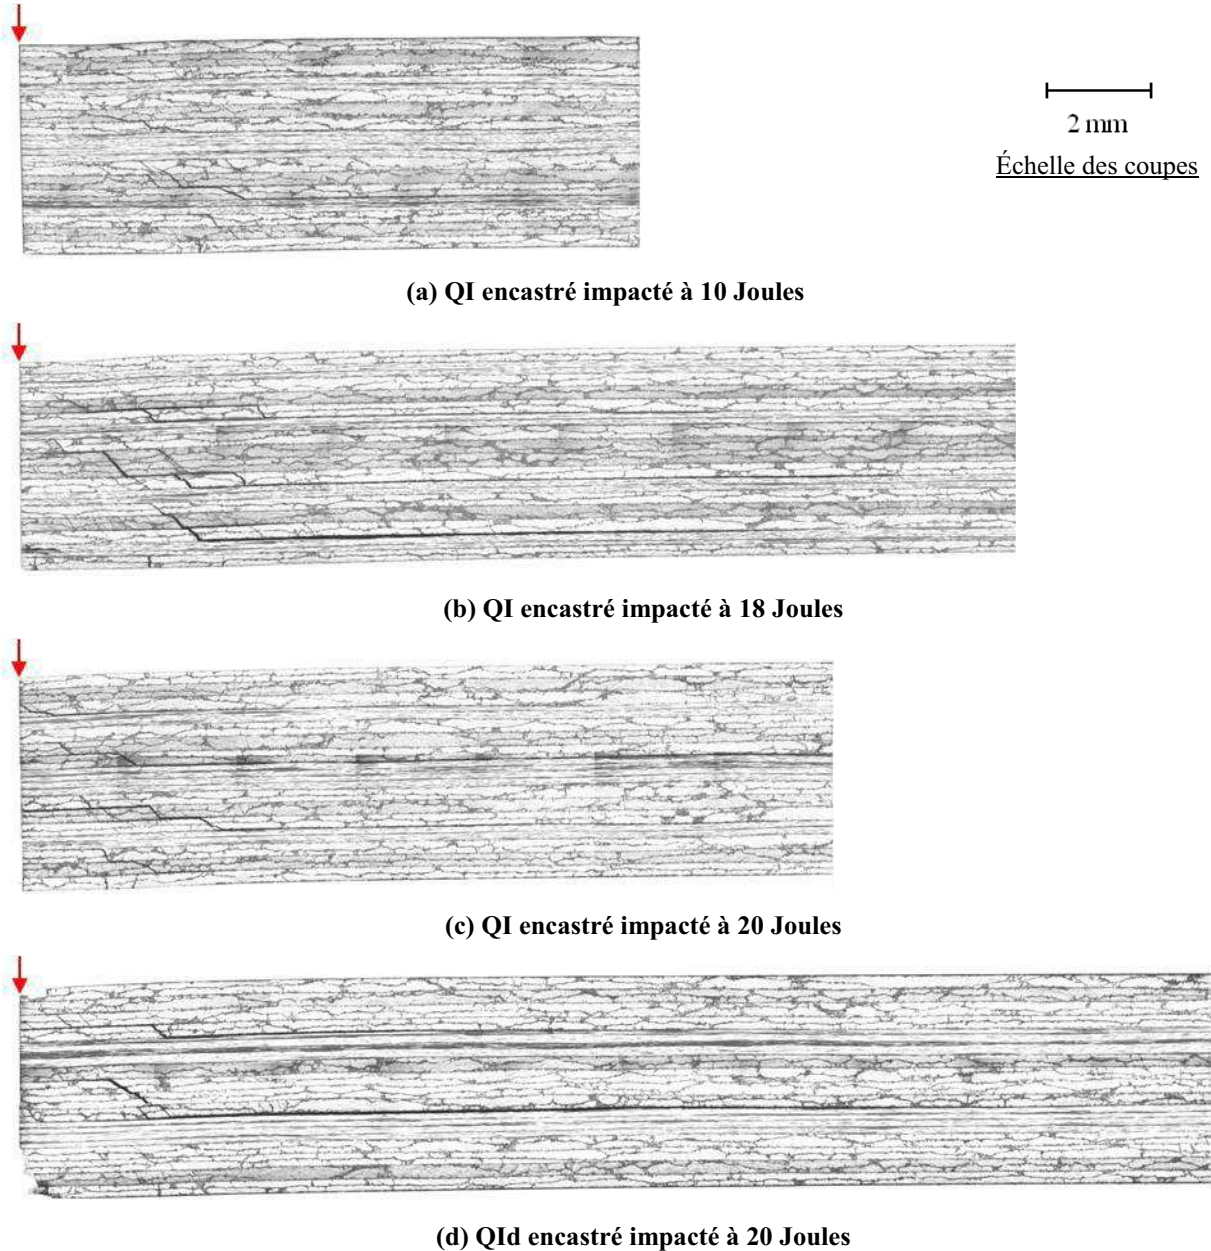 2 mm
Échelle des coupes
(a) QI encastré impacté à 10 Joules
(b) QI encastré impacté à 18 Joules
(c) QI encastré impacté à 20 Joules
(d) QId encastré impacté à 20 Joules